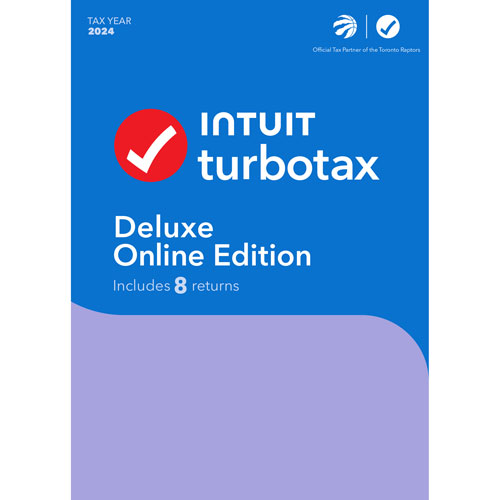 TAX YEAR
2024
Official Tax Partner of the Toronto Raptors
INTUIT
turbotax
Deluxe
Online Edition
Includes 8 returns